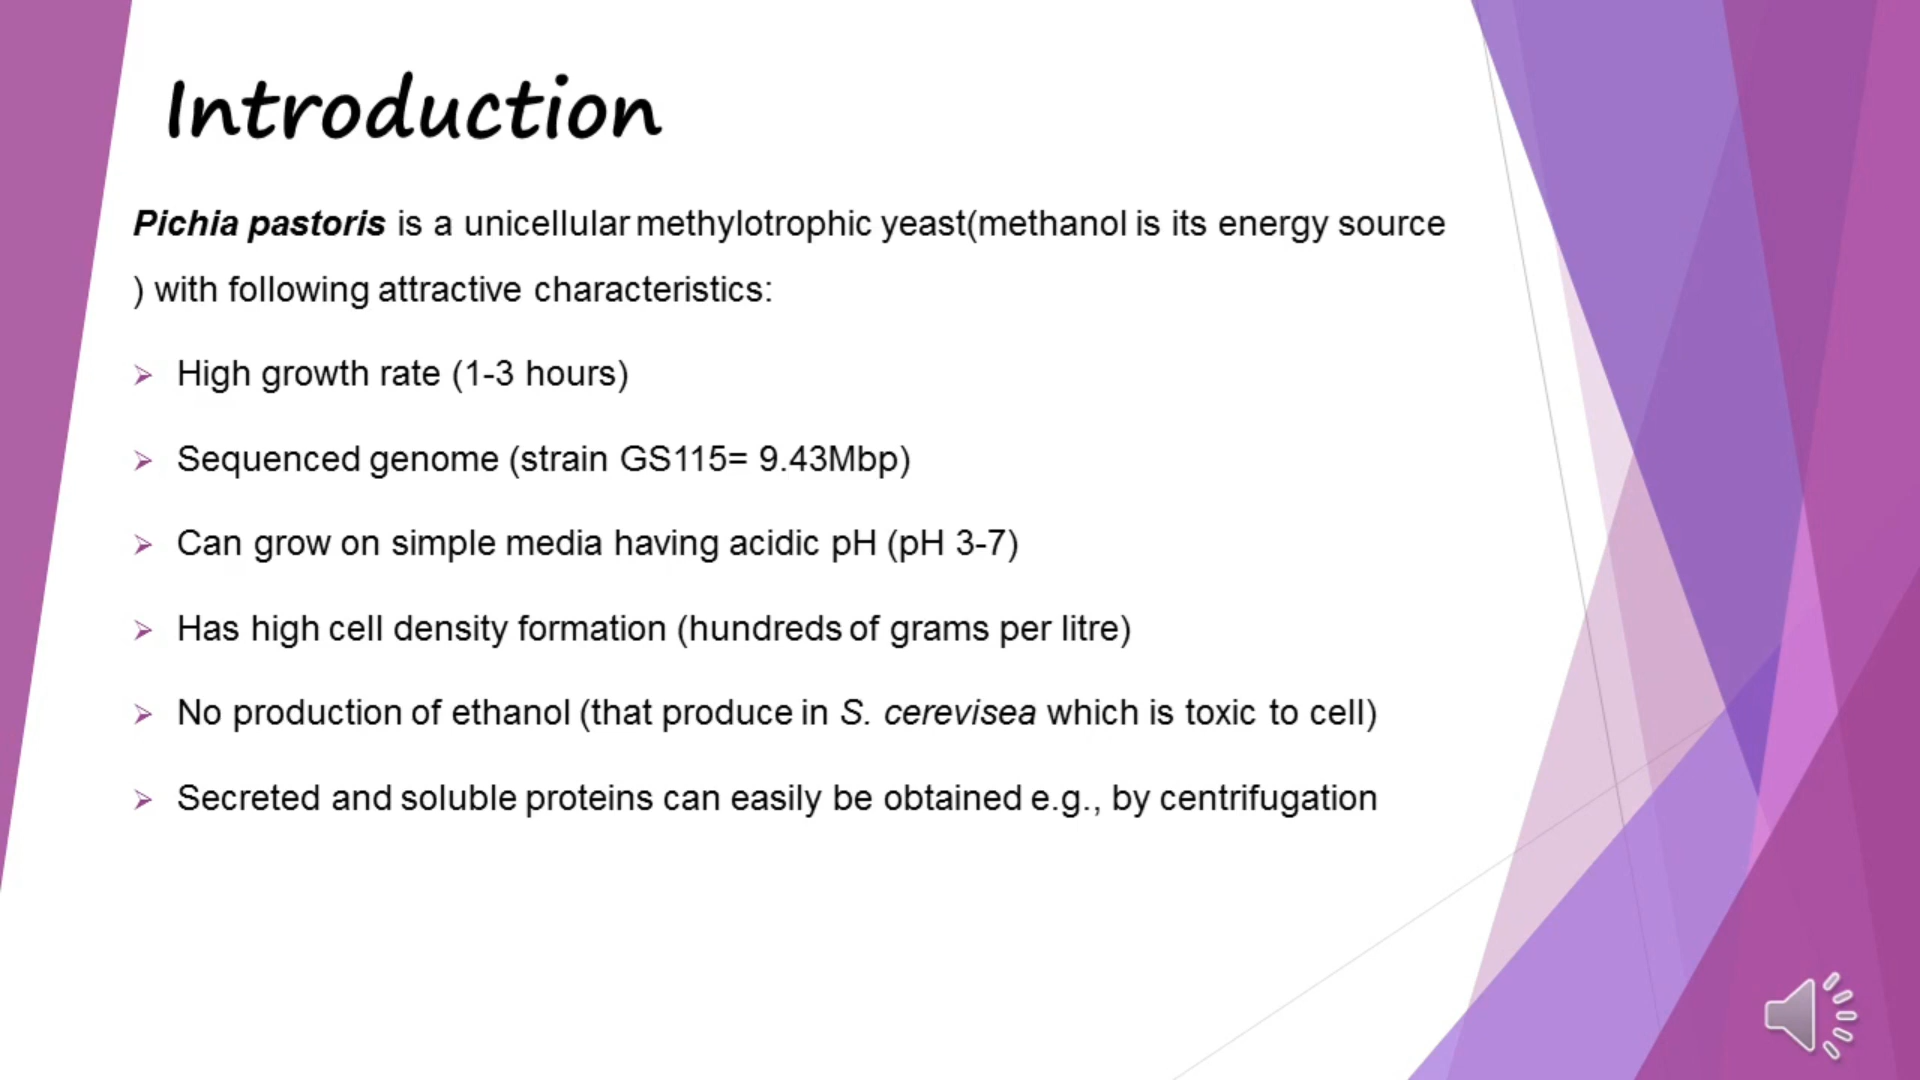 Introduction
Pichia pastoris is a unicellular methylotrophic yeast(methanol is its energy source
) with following attractive characteristics:
High growth rate (1-3 hours)
Sequenced genome (strain GS115= 9.43Mbp)
Can grow on simple media having acidic pH (pH 3-7)
Has high cell density formation (hundreds of grams per litre)
No production of ethanol (that produce in S. cerevisea which is toxic to cell)
Secreted and soluble proteins can easily be obtained e.g., by centrifugation